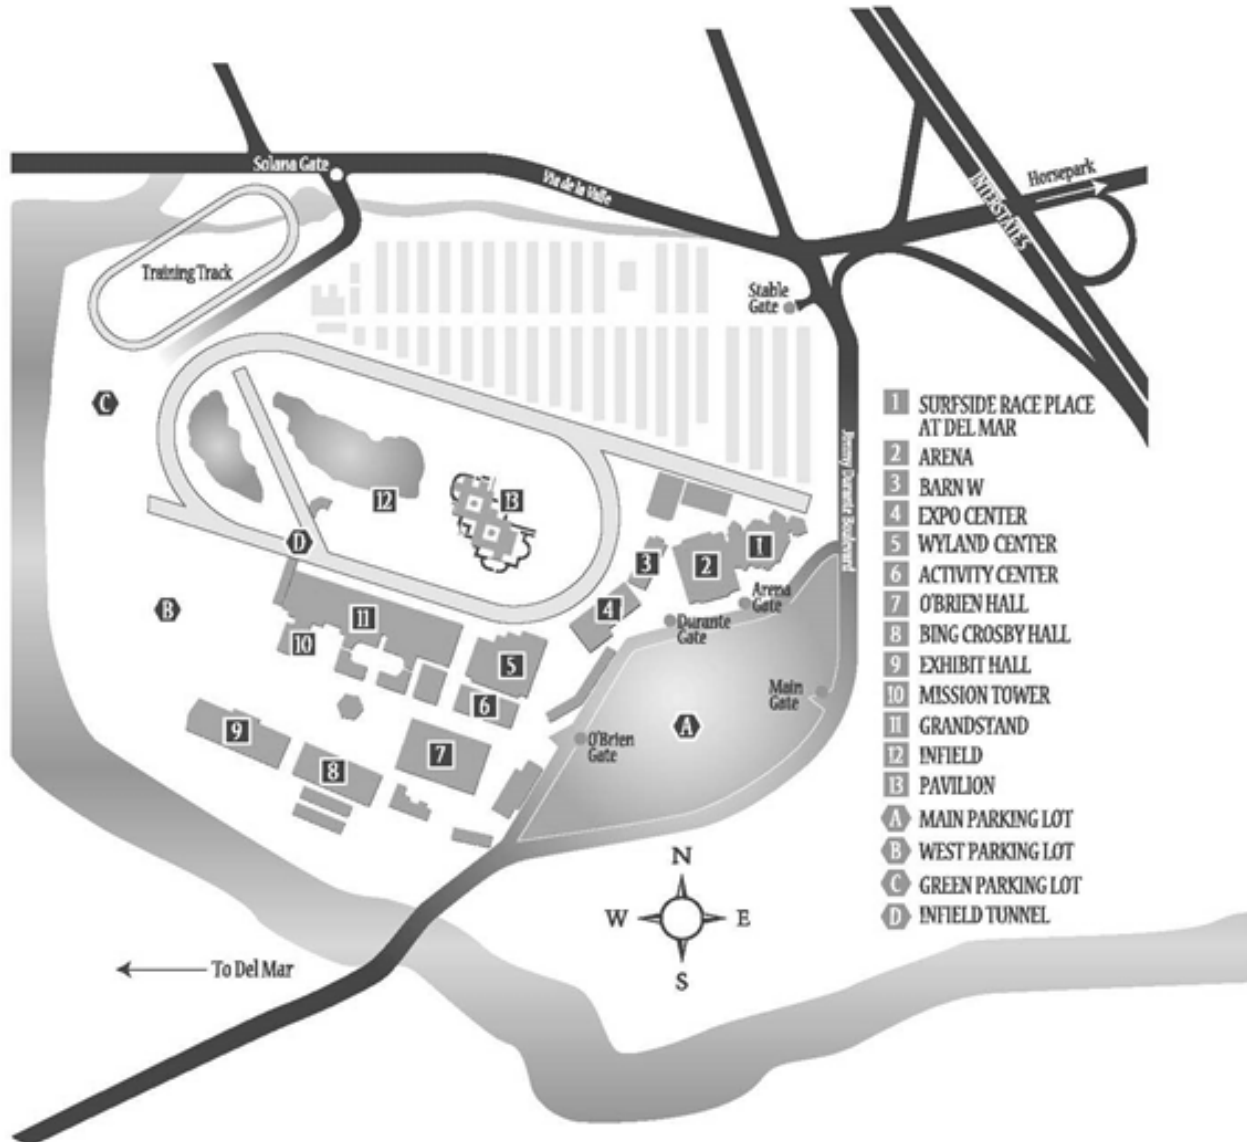 Solana Gate
Via de la Valle
Horsepark
INTERSTATE 5
Training Track
Stable
Gate
C
Jimmy Durante Boulevard
12
13
D
1
2
3
4
Arena
Gate
Durante
Gate
B
11
10
5
6
Main
Gate
A
O'Brien
Gate
9
8
7
1 SURFSIDE RACE PLACE
AT DEL MAR
2 ARENA
3 BARN W
4 EXPO CENTER
5 WYLAND CENTER
6 ACTIVITY CENTER
7 O'BRIEN HALL
8 BING CROSBY HALL
9 EXHIBIT HALL
10 MISSION TOWER
11 GRANDSTAND
12 INFIELD
13 PAVILION
A MAIN PARKING LOT
B WEST PARKING LOT
C GREEN PARKING LOT
D INFIELD TUNNEL
N
W E
S
To Del Mar